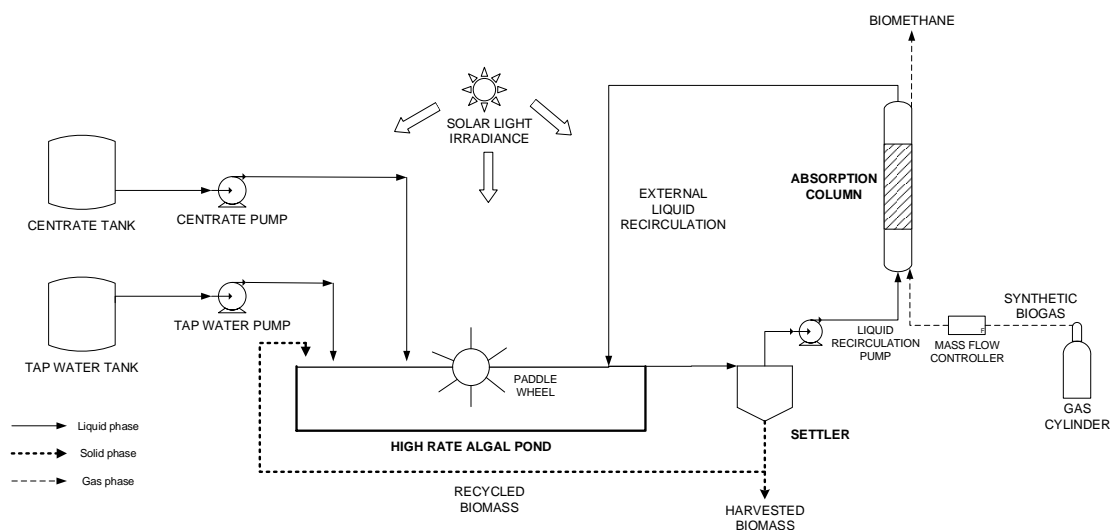 BIOMETHANE
SOLAR LIGHT
IRRADIANCE
CENTRATE TANK
CENTRATE PUMP
EXTERNAL
LIQUID
RECIRCULATION
ABSORPTION
COLUMN
TAP WATER TANK
TAP WATER PUMP
PADDLE
WHEEL
HIGH RATE ALGAL POND
SETTLER
LIQUID
RECIRCULATION
PUMP
SYNTHETIC
BIOGAS
F
MASS FLOW
CONTROLLER
GAS
CYLINDER
RECYCLED
BIOMASS
HARVESTED
BIOMASS
Liquid phase
Solid phase
Gas phase